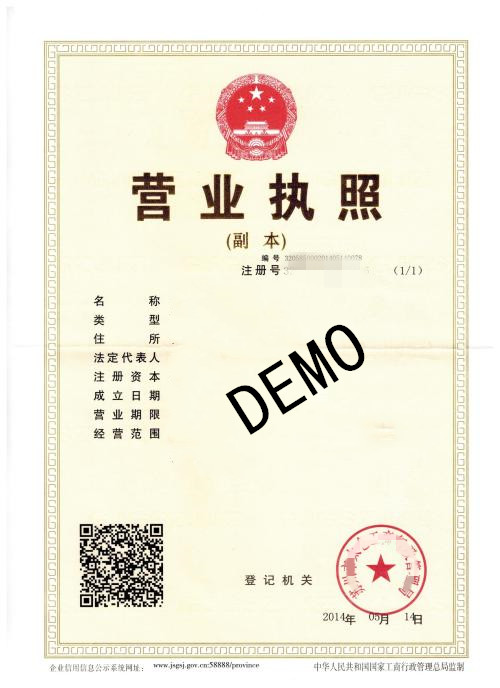 营业执照
(副 本)
编 号
注册号 (1/1)
名 称
类 型
住 所
法定代表人
注 册 资 本
成 立 日 期
营 业 期 限
经 营 范 围
DEMO
登 记 机 关
2014年 05月 14日
企业信用信息公示系统网址: www.jsgsj.gov.cn:58888/province
中华人民共和国国家工商行政管理总局监制